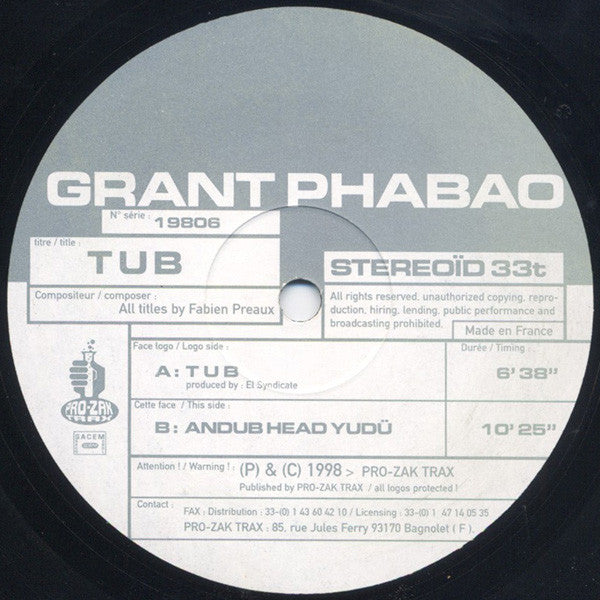 GRANT PHABAO
N° série : 19806
titre / title : TUB
STEREOÏD 33t
Compositeur / composer :
All titles by Fabien Preaux
All rights reserved. unauthorized copying. repro-
duction, hiring, lending, public performance and
broadcasting prohibited.
Made en France
Face logo / Logo side :
Durée / Timing :
A : TUB
6' 38"
produced by : El Syndicate
Cette face / This side :
B : ANDUB HEAD YUDÜ
10' 25"
PRO-ZAK
TRAX
SACEM
Attention ! / Warning ! : (P) & (C) 1998 > PRO-ZAK TRAX
Published by PRO-ZAK TRAX / all logos protected !
Contact :
FAX : Distribution : 33-(0) 1 43 60 42 10 / Licensing : 33-(0) 1 47 14 05 35
PRO-ZAK TRAX : 85, rue Jules Ferry 93170 Bagnolet ( F ).